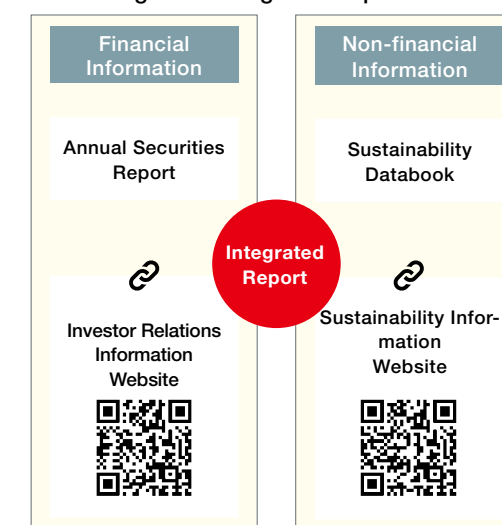 Financial
Information
Annual Securities
Report
Investor Relations
Information
Website
Integrated
Report
Non-financial
Information
Sustainability
Databook
Sustainability Infor-
mation
Website